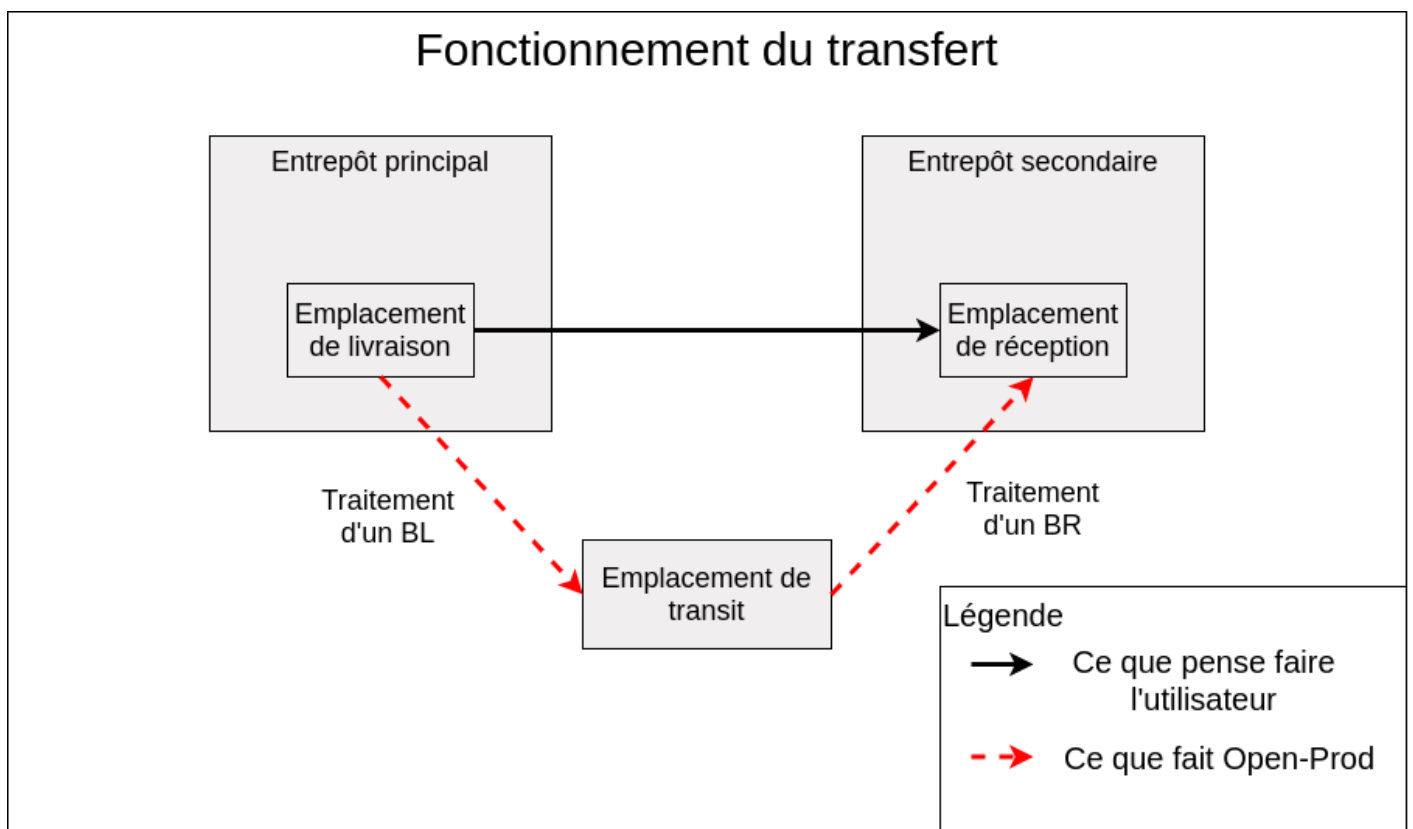 Fonctionnement du transfert
Entrepôt principal
Entrepôt secondaire
Emplacement
de livraison
Emplacement
de réception
Traitement
d'un BL
Traitement
d'un BR
Emplacement de
transit
Légende
Ce que pense faire
l'utilisateur
Ce que fait Open-Prod